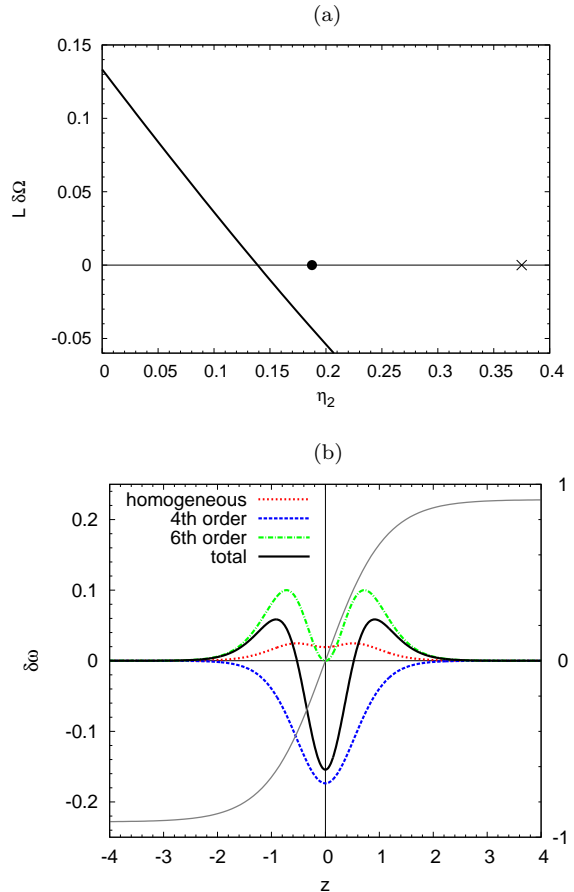 (a)
0.15
0.1
0.05
0
-0.05
L δΩ
0 0.05 0.1 0.15 0.2 0.25 0.3 0.35 0.4
η2
(b)
homogeneous
4th order
6th order
total
0.2
0.1
0
-0.1
-0.2
δω
1
0
-1
-4 -3 -2 -1 0 1 2 3 4
z